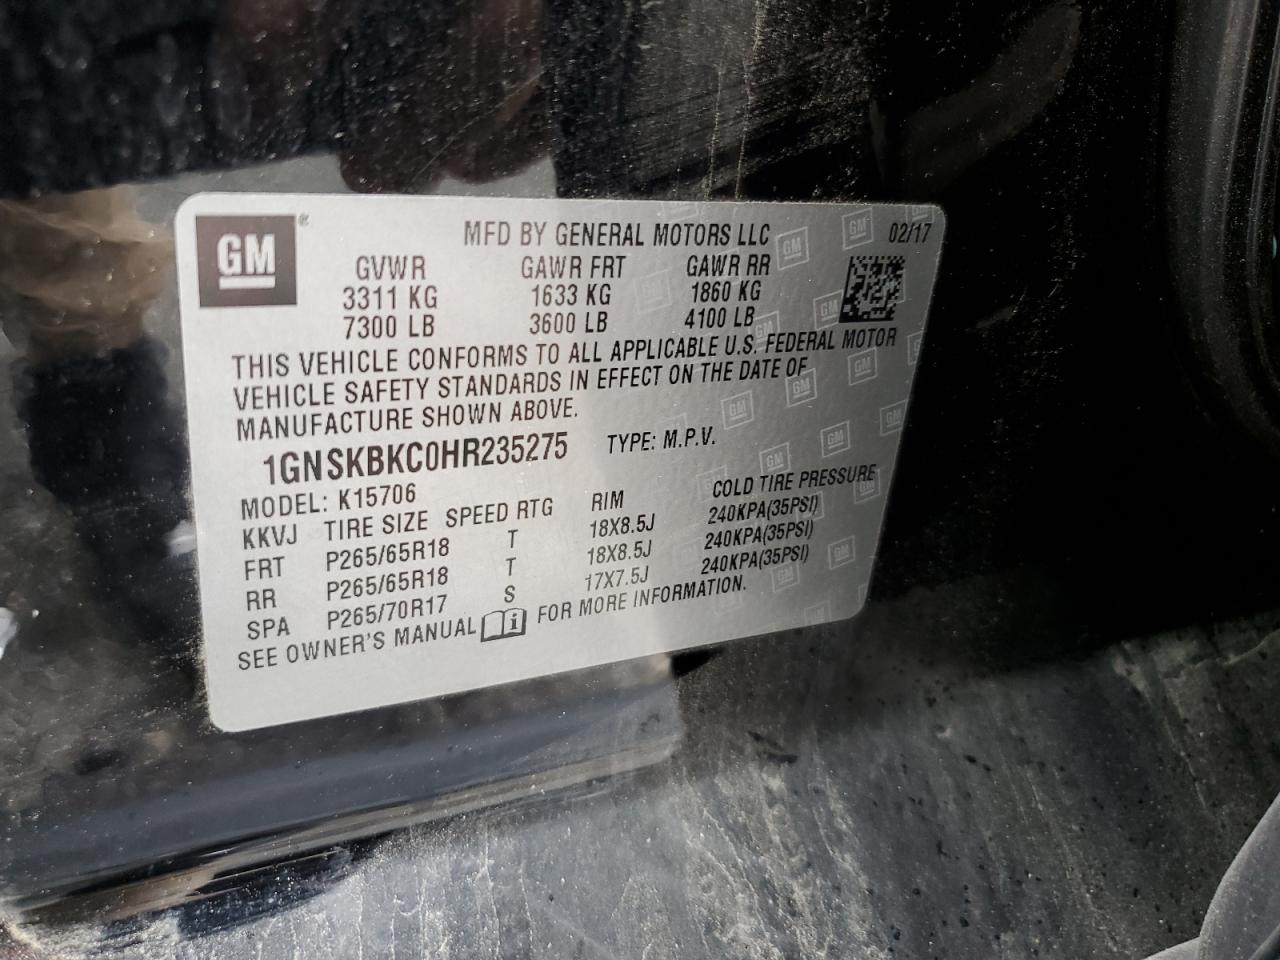 GM ®
MFD BY GENERAL MOTORS LLC 02/17
GVWR GAWR FRT GAWR RR
3311 KG 1633 KG 1860 KG
7300 LB 3600 LB 4100 LB
THIS VEHICLE CONFORMS TO ALL APPLICABLE U.S. FEDERAL MOTOR
VEHICLE SAFETY STANDARDS IN EFFECT ON THE DATE OF
MANUFACTURE SHOWN ABOVE.
1GNSKBKC0HR235275 TYPE: M.P.V.
MODEL: K15706
KKVJ TIRE SIZE SPEED RTG RIM COLD TIRE PRESSURE
FRT P265/65R18 T 18X8.5J 240KPA(35PSI)
RR P265/65R18 T 18X8.5J 240KPA(35PSI)
SPA P265/70R17 S 17X7.5J 240KPA(35PSI)
SEE OWNER'S MANUAL i FOR MORE INFORMATION.